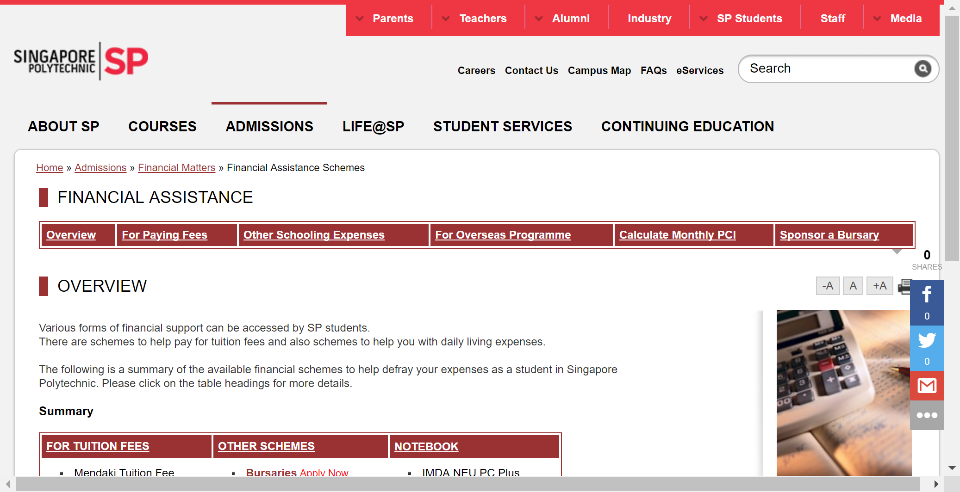 Parents Teachers Alumni Industry SP Students Staff Media
SINGAPORE
POLYTECHNIC
SP
Careers Contact Us Campus Map FAQs eServices Search
ABOUT SP COURSES ADMISSIONS LIFE@SP STUDENT SERVICES CONTINUING EDUCATION
Home » Admissions » Financial Matters » Financial Assistance Schemes
FINANCIAL ASSISTANCE
Overview For Paying Fees Other Schooling Expenses For Overseas Programme Calculate Monthly PCI Sponsor a Bursary
0
SHARES
OVERVIEW
-A A +A
0
0
Various forms of financial support can be accessed by SP students.
There are schemes to help pay for tuition fees and also schemes to help you with daily living expenses.
The following is a summary of the available financial schemes to help defray your expenses as a student in Singapore
Polytechnic. Please click on the table headings for more details.
Summary
FOR TUITION FEES OTHER SCHEMES NOTEBOOK
Mendaki Tuition Fee Bursaries Apply Now IMDA NEU PC Plus